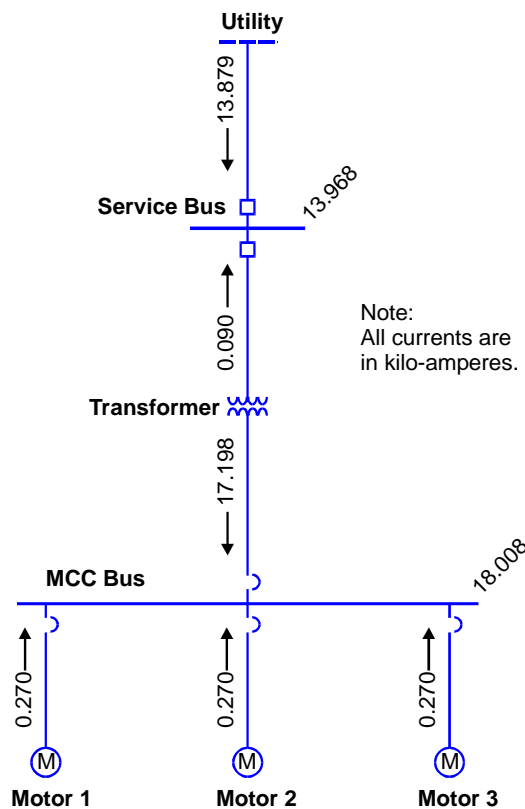 Utility
13.879
Service Bus
13.968
0.090
Note:
All currents are
in kilo-amperes.
Transformer
17.198
MCC Bus
18.008
0.270
0.270
0.270
M
M
M
Motor 1
Motor 2
Motor 3